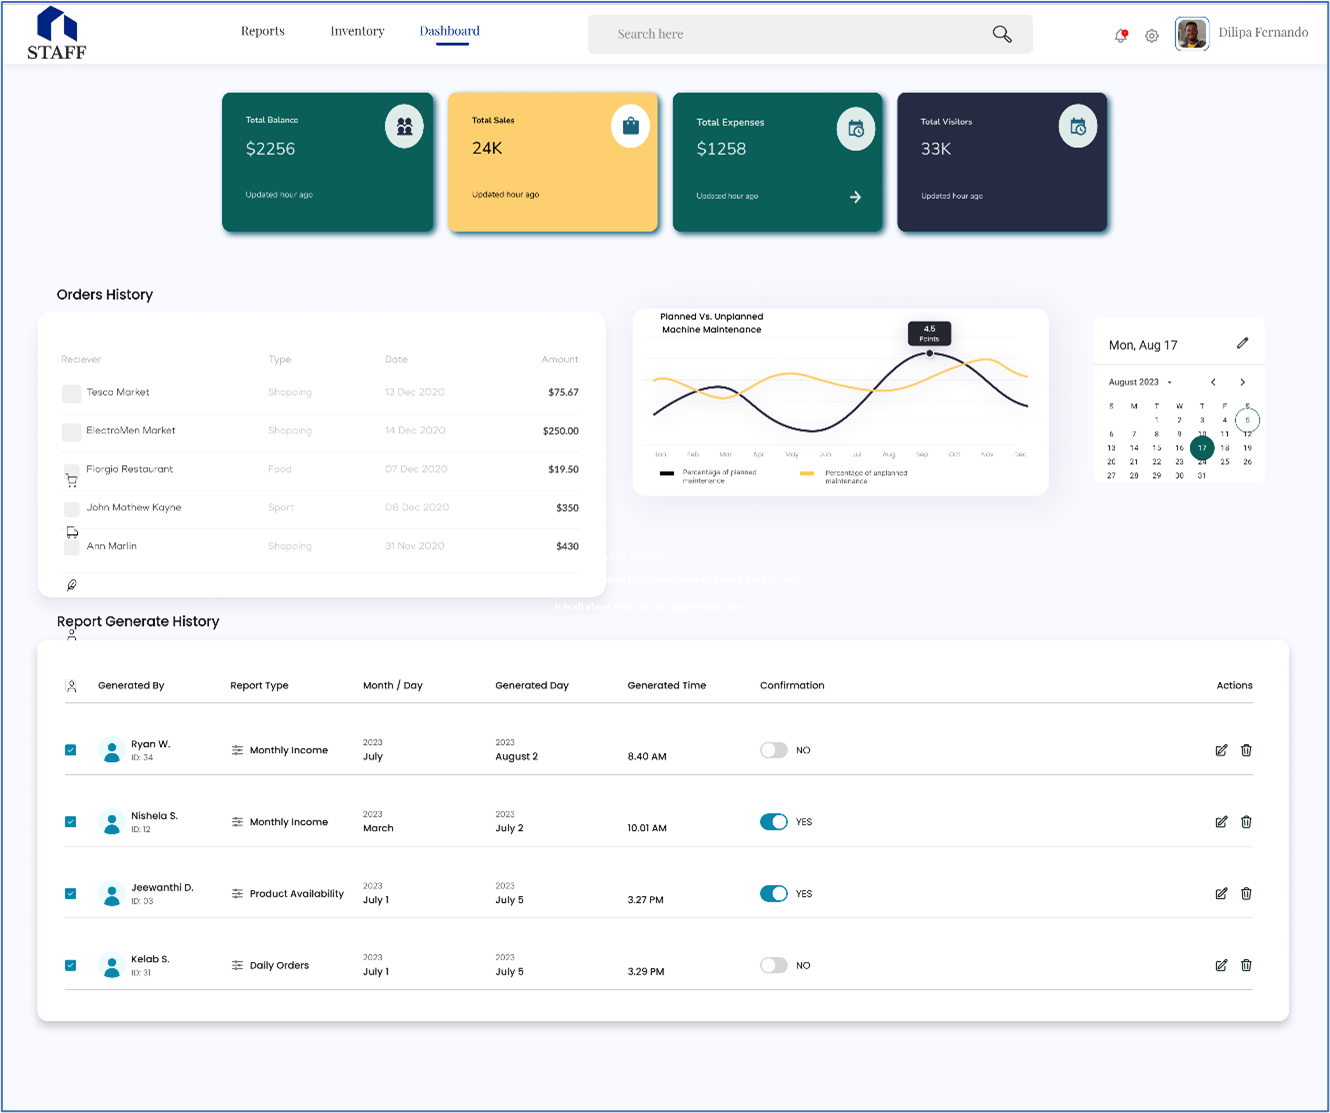 STAFF
Reports
Inventory
Dashboard
Search here
Dilipa Fernando
Total Balance
$2256
Updated hour ago
Total Sales
24K
Updated hour ago
Total Expenses
$1258
Updated hour ago
Total Visitors
33K
Updated hour ago
Orders History
Reciever Type Date Amount
Tesco Market Shopping 13 Dec 2020 $75.67
ElectroMen Market Shopping 14 Dec 2020 $250.00
Fiorgio Restaurant Food 07 Dec 2020 $19.50
John Mathew Kayne Sport 06 Dec 2020 $350
Ann Marlin Shopping 31 Nov 2020 $430
Planned Vs. Unplanned
Machine Maintenance
4.5
Points
Jan Feb Mar Apr May Jun Jul Aug Sep Oct Nov Dec
Percentage of planned
maintenance
Percentage of unplanned
maintenance
Mon, Aug 17
August 2023
S M T W T F S
1 2 3 4 5
6 7 8 9 10 11 12
13 14 15 16 17 18 19
20 21 22 23 24 25 26
27 28 29 30 31
It is all about
Report Generate History
Generated By Report Type Month / Day Generated Day Generated Time Confirmation Actions
Ryan W.
ID: 34
Monthly Income
2023
July
2023
August 2
8.40 AM
NO
Nishela S.
ID: 12
Monthly Income
2023
March
2023
July 2
10.01 AM
YES
Jeewanthi D.
ID: 03
Product Availability
2023
July 1
2023
July 5
3.27 PM
YES
Kelab S.
ID: 31
Daily Orders
2023
July 1
2023
July 5
3.29 PM
NO